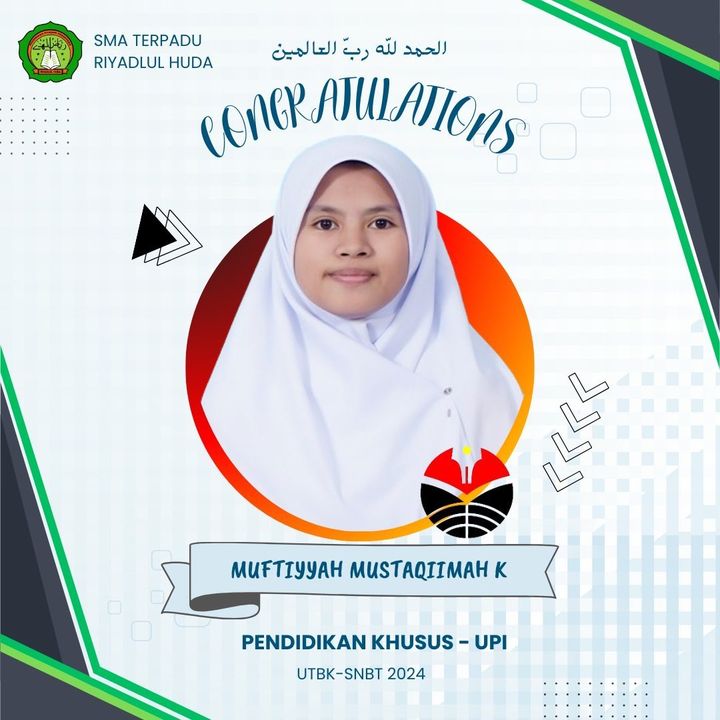 SMA TERPADU
RIYADLUL HUDA
الحمد لله ربّ العالمين
CONGRATULATIONS
MUFTIYYAH MUSTAQIIMAH K
PENDIDIKAN KHUSUS - UPI
UTBK-SNBT 2024